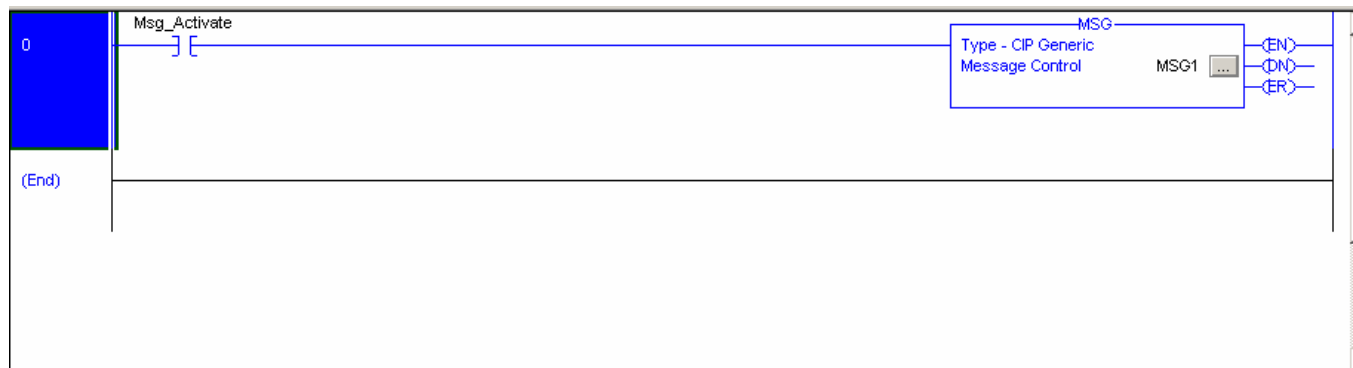 Msg_Activate
0
MSG
Type - CIP Generic
Message Control MSG1 ...
EN
DN
ER
(End)